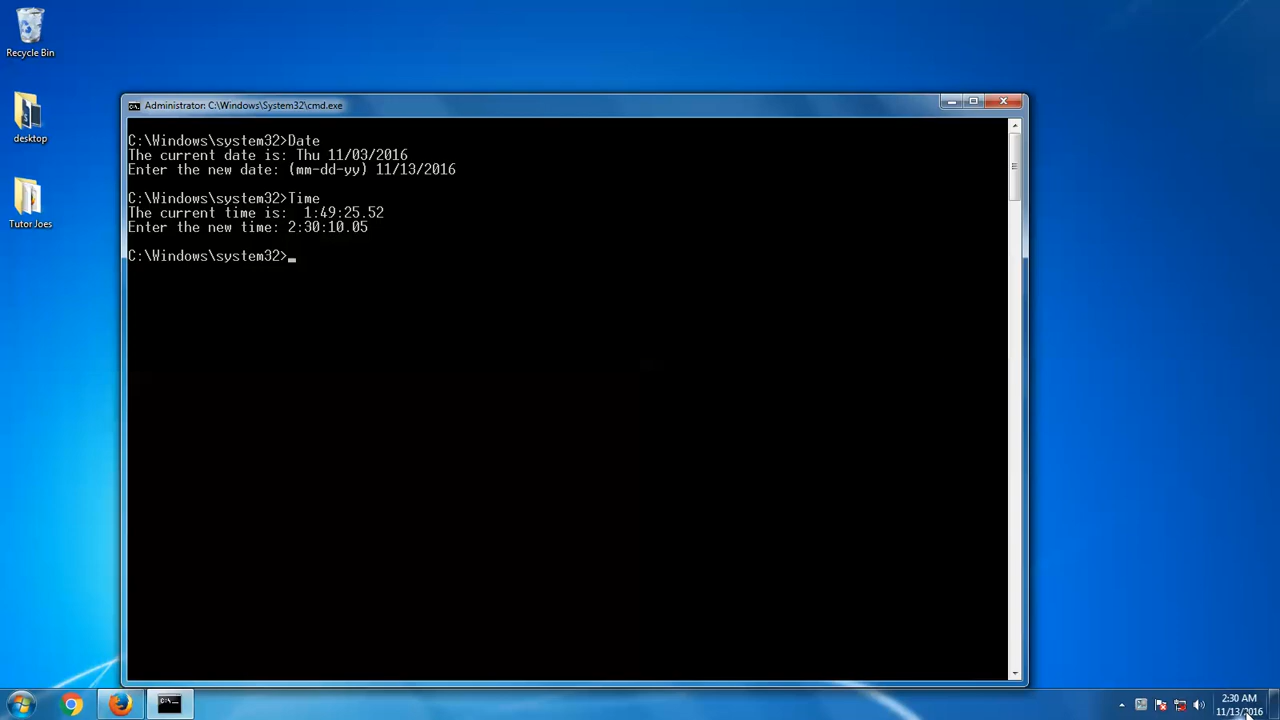 Recycle Bin
desktop
Tutor Joes
Administrator: C:\Windows\System32\cmd.exe
C:\Windows\system32>Date
The current date is: Thu 11/03/2016
Enter the new date: (mm-dd-yy) 11/13/2016
C:\Windows\system32>Time
The current time is:  1:49:25.52
Enter the new time: 2:30:10.05
C:\Windows\system32>
2:30 AM
11/13/2016